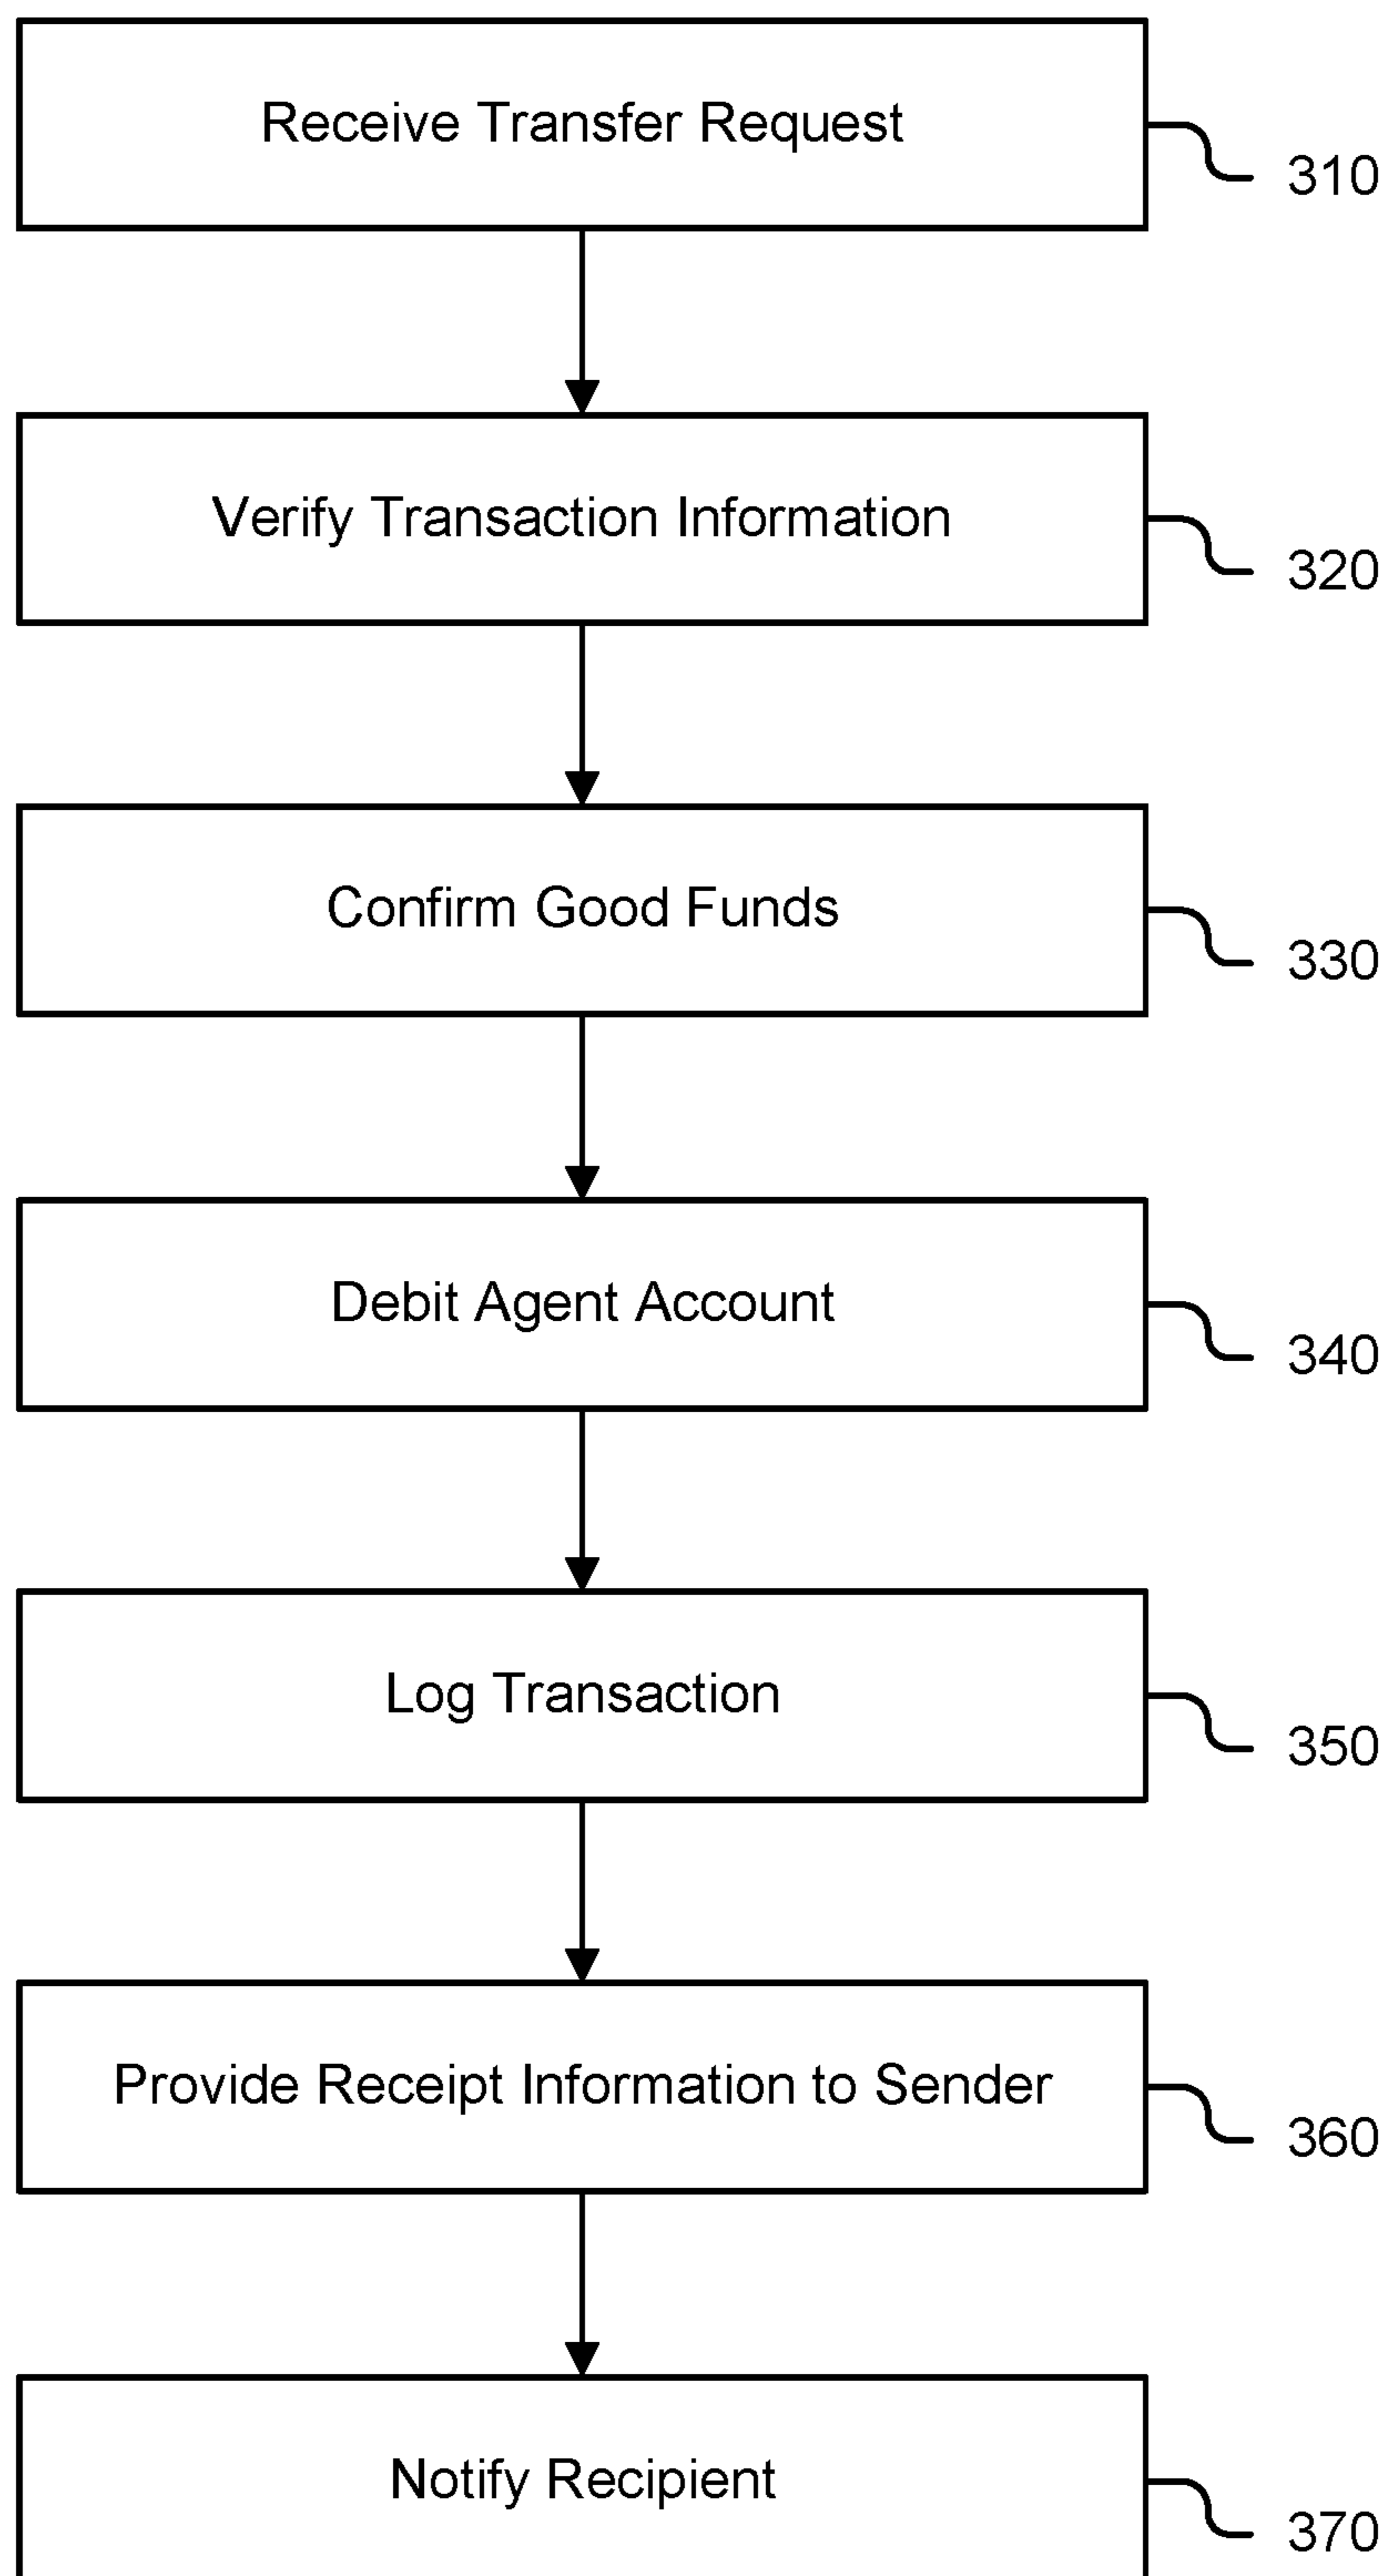 Receive Transfer Request
310
Verify Transaction Information
320
Confirm Good Funds
330
Debit Agent Account
340
Log Transaction
350
Provide Receipt Information to Sender
360
Notify Recipient
370